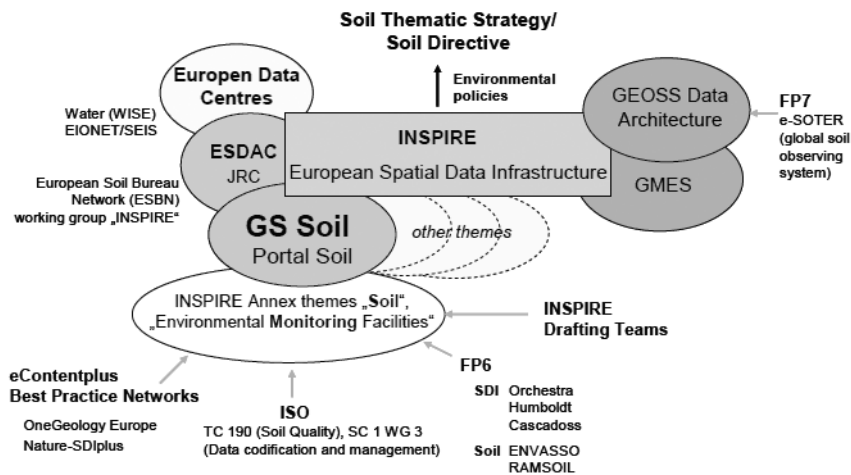 Soil Thematic Strategy/
Soil Directive
Environmental
policies
Europen Data
Centres
Water (WISE)
EIONET/SEIS
ESDAC
JRC
European Soil Bureau
Network (ESBN)
working group „INSPIRE“
INSPIRE
European Spatial Data Infrastructure
GEOSS Data
Architecture
GMES
FP7
e-SOTER
(global soil
observing
system)
GS Soil
Portal Soil
other themes
INSPIRE Annex themes „Soil“,
„Environmental Monitoring Facilities“
INSPIRE
Drafting Teams
eContentplus
Best Practice Networks
OneGeology Europe
Nature-SDIplus
ISO
TC 190 (Soil Quality), SC 1 WG 3
(Data codification and management)
FP6
SDI Orchestra
Humboldt
Cascadoss
Soil ENVASSO
RAMSOIL